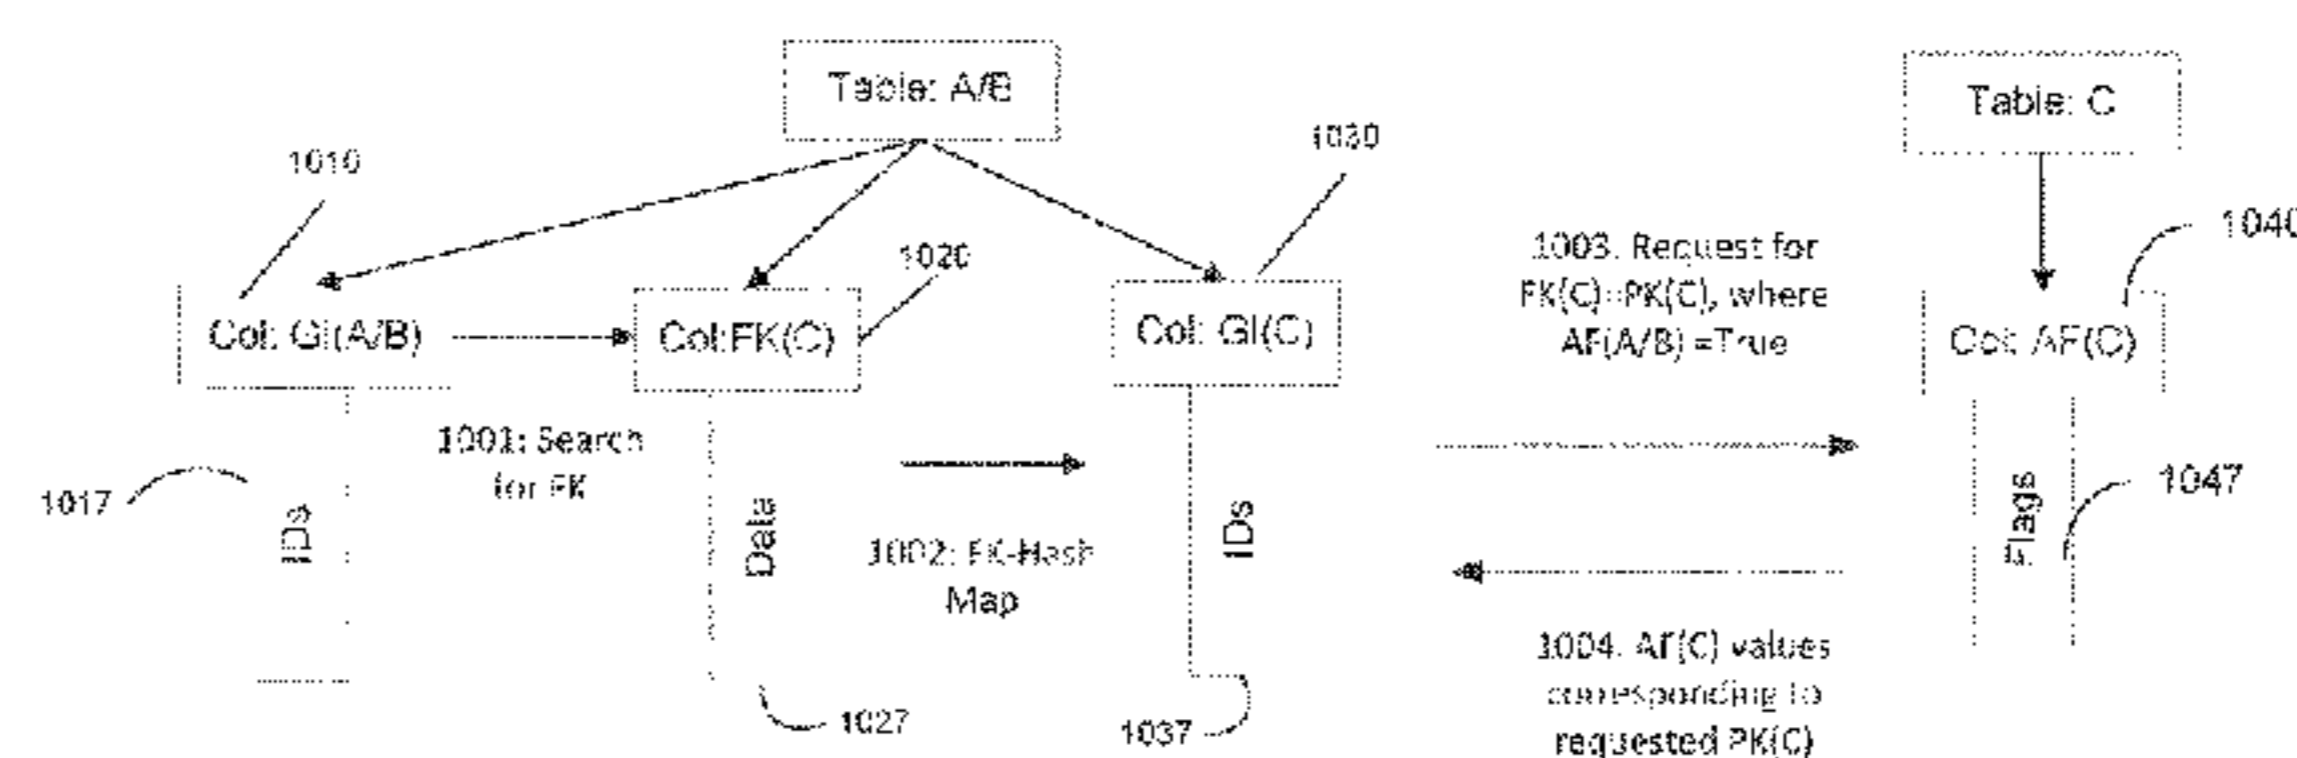 Table: A/B
Table: C
1010
1030
1020
1040
1003. Request for
FK(C)=PK(C), where
AF(A/B) =True
Col: GI(A/B)
Col:FK(C)
Col: GI(C)
Col: AF(C)
1001: Search
for FK
1017
IDs
Data
IDs
Flags
1047
1002: FK-Hash
Map
1004. AF(C) values
corresponding to
requested PK(C)
1027
1037